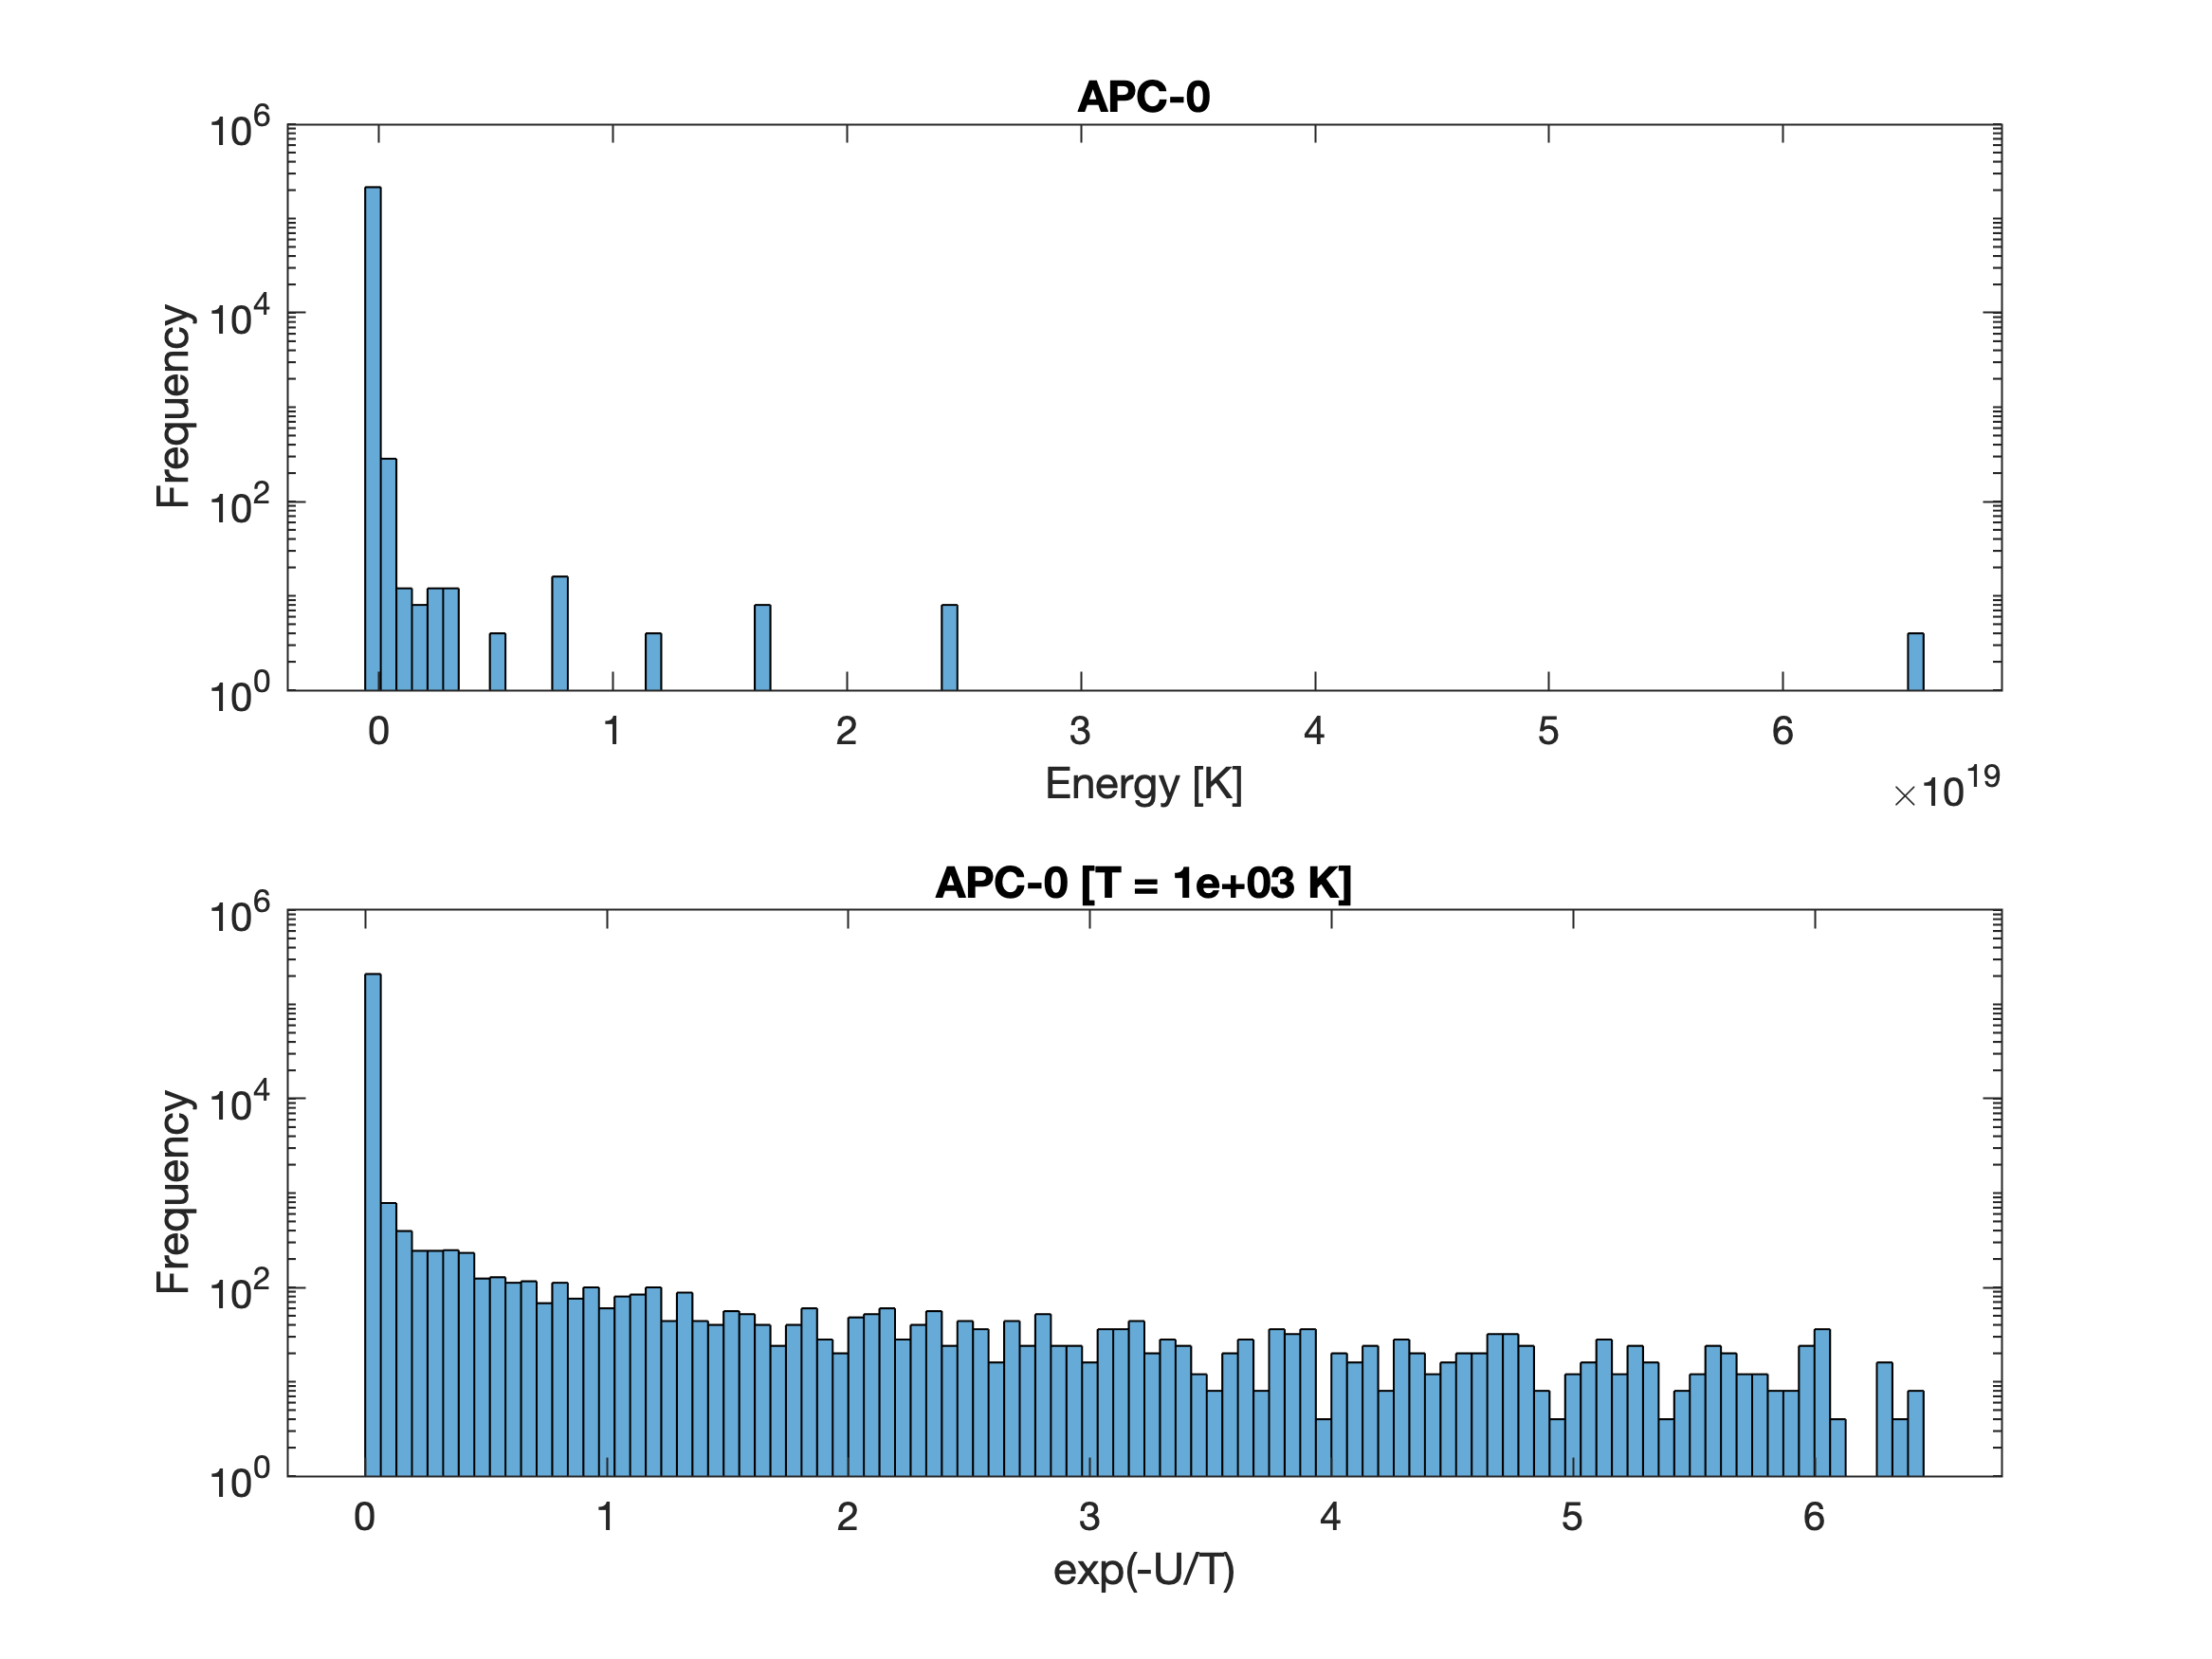 APC-0
10^6
10^4
10^2
10^0
Frequency
0 1 2 3 4 5 6
×10^19
Energy [K]
APC-0 [T = 1e+03 K]
10^6
10^4
10^2
10^0
Frequency
0 1 2 3 4 5 6
exp(-U/T)